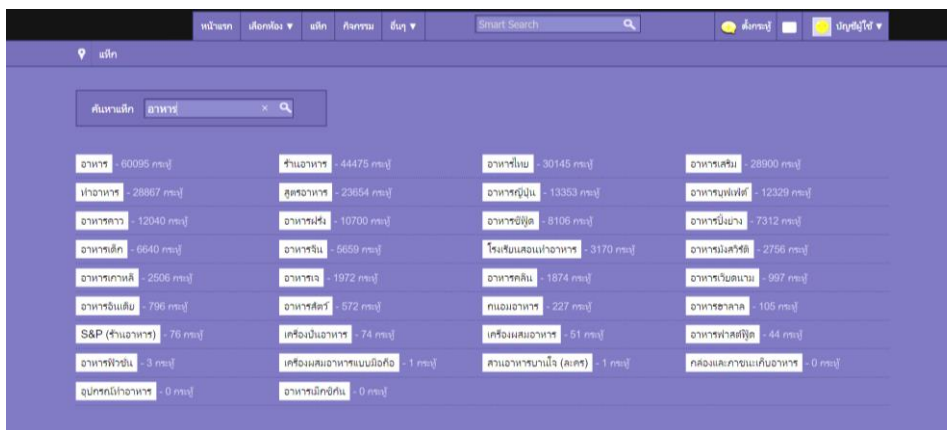 หน้าแรก เลือกห้อง ▼ แท็ก กิจกรรม อื่นๆ ▼ Smart Search ตั้งกระทู้ บัญชีผู้ใช้ ▼
แท็ก
ค้นหาแท็ก อาหาร ×
อาหาร - 60095 กระทู้ ร้านอาหาร - 44475 กระทู้ อาหารไทย - 30145 กระทู้ อาหารเสริม - 28900 กระทู้
ทำอาหาร - 28867 กระทู้ สูตรอาหาร - 23654 กระทู้ อาหารญี่ปุ่น - 13353 กระทู้ อาหารบุฟเฟ่ต์ - 12329 กระทู้
อาหารคาว - 12040 กระทู้ อาหารฝรั่ง - 10700 กระทู้ อาหารซีฟู้ด - 8106 กระทู้ อาหารปิ้งย่าง - 7312 กระทู้
อาหารเด็ก - 6640 กระทู้ อาหารจีน - 5659 กระทู้ โรงเรียนสอนทำอาหาร - 3170 กระทู้ อาหารมังสวิรัติ - 2756 กระทู้
อาหารเกาหลี - 2506 กระทู้ อาหารเจ - 1972 กระทู้ อาหารคลีน - 1874 กระทู้ อาหารเวียดนาม - 997 กระทู้
อาหารอินเดีย - 796 กระทู้ อาหารสัตว์ - 572 กระทู้ ถนอมอาหาร - 227 กระทู้ อาหารฮาลาล - 105 กระทู้
S&P (ร้านอาหาร) - 76 กระทู้ เครื่องปั่นอาหาร - 74 กระทู้ เครื่องผสมอาหาร - 51 กระทู้ อาหารฟาสต์ฟู้ด - 44 กระทู้
อาหารฟิวชัน - 3 กระทู้ เครื่องผสมอาหารแบบมือถือ - 1 กระทู้ สวนอาหารบานใจ (ละคร) - 1 กระทู้ กล่องและภาชนะเก็บอาหาร - 0 กระทู้
อุปกรณ์ทำอาหาร - 0 กระทู้ อาหารเม็กซิกัน - 0 กระทู้